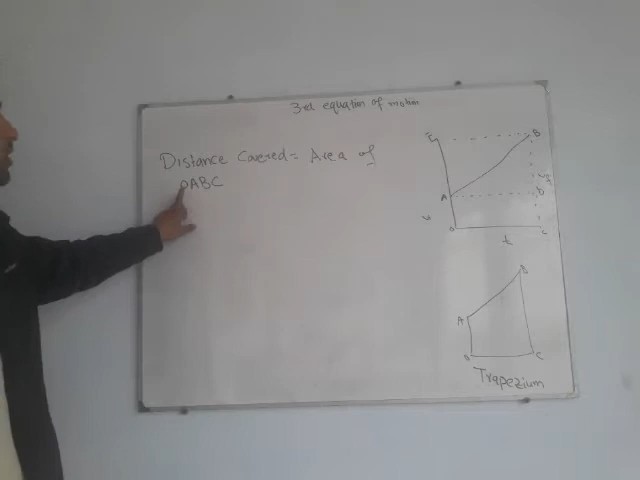 3rd equation of motion
Distance Covered = Area of
OABC
E
B
A
D
O
C
t
B
A
O
C
Trapezium